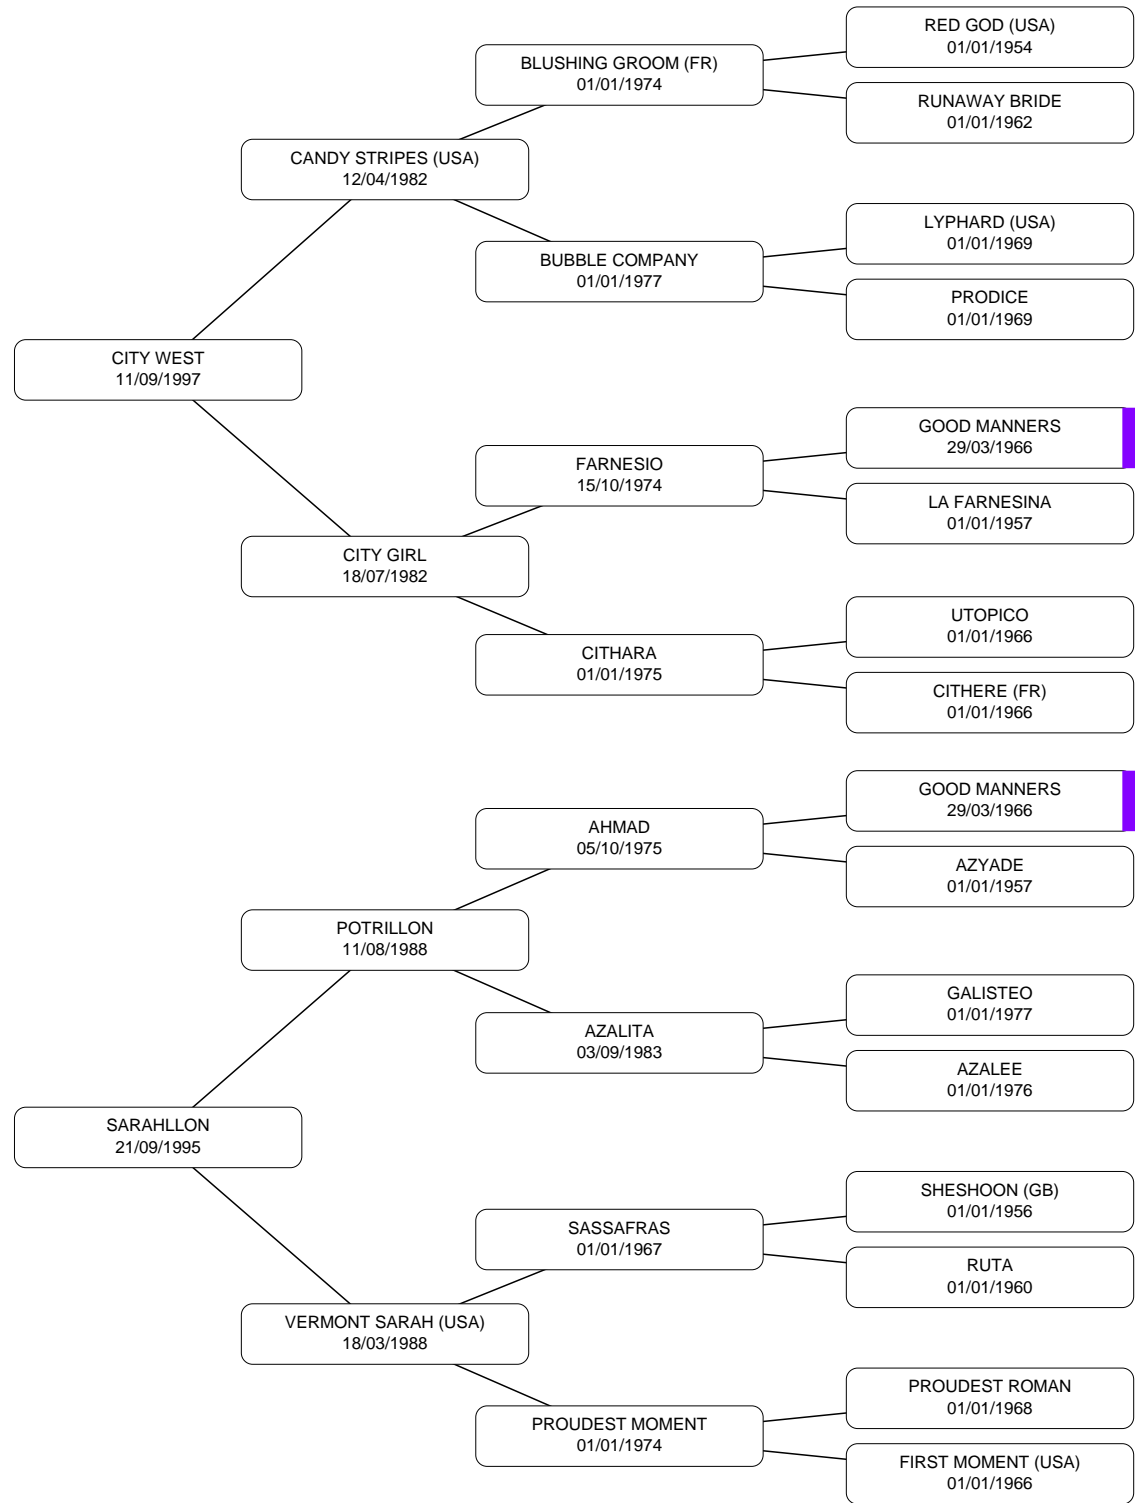 RED GOD (USA)
01/01/1954
BLUSHING GROOM (FR)
01/01/1974
RUNAWAY BRIDE
01/01/1962
CANDY STRIPES (USA)
12/04/1982
LYPHARD (USA)
01/01/1969
BUBBLE COMPANY
01/01/1977
PRODICE
01/01/1969
CITY WEST
11/09/1997
GOOD MANNERS
29/03/1966
FARNESIO
15/10/1974
LA FARNESINA
01/01/1957
CITY GIRL
18/07/1982
UTOPICO
01/01/1966
CITHARA
01/01/1975
CITHERE (FR)
01/01/1966
GOOD MANNERS
29/03/1966
AHMAD
05/10/1975
AZYADE
01/01/1957
POTRILLON
11/08/1988
GALISTEO
01/01/1977
AZALITA
03/09/1983
AZALEE
01/01/1976
SARAHLLON
21/09/1995
SHESHOON (GB)
01/01/1956
SASSAFRAS
01/01/1967
RUTA
01/01/1960
VERMONT SARAH (USA)
18/03/1988
PROUDEST ROMAN
01/01/1968
PROUDEST MOMENT
01/01/1974
FIRST MOMENT (USA)
01/01/1966